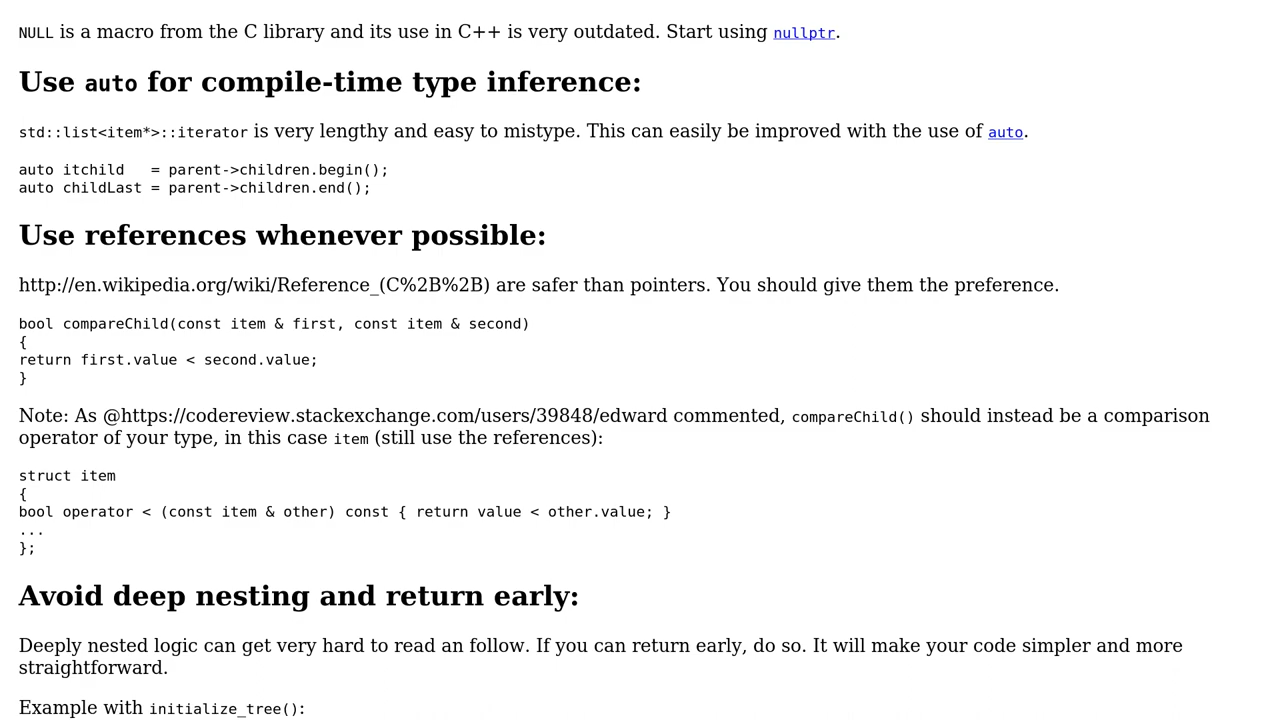 NULL is a macro from the C library and its use in C++ is very outdated. Start using nullptr.
Use auto for compile-time type inference:
std::list<item*>::iterator is very lengthy and easy to mistype. This can easily be improved with the use of auto.
auto itchild   = parent->children.begin();
auto childLast = parent->children.end();
Use references whenever possible:
http://en.wikipedia.org/wiki/Reference_(C%2B%2B) are safer than pointers. You should give them the preference.
bool compareChild(const item & first, const item & second)
{
return first.value < second.value;
}
Note: As @https://codereview.stackexchange.com/users/39848/edward commented, compareChild() should instead be a comparison
operator of your type, in this case item (still use the references):
struct item
{
bool operator < (const item & other) const { return value < other.value; }
...
};
Avoid deep nesting and return early:
Deeply nested logic can get very hard to read an follow. If you can return early, do so. It will make your code simpler and more
straightforward.
Example with initialize_tree():